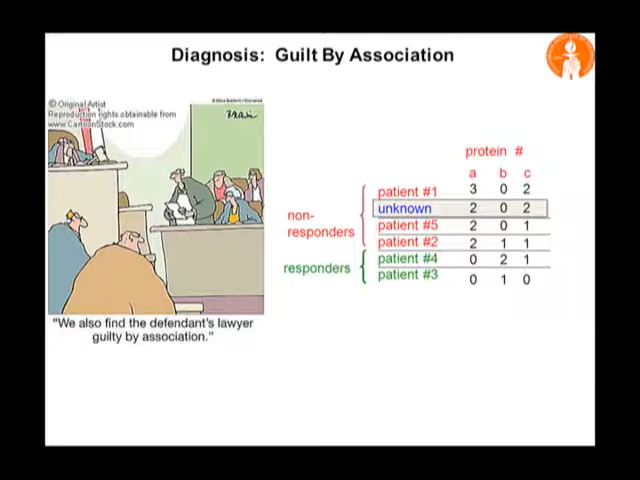 Diagnosis: Guilt By Association
© Original Artist
Reproduction rights obtainable from
www.CartoonStock.com
protein #
a b c
patient #1 3 0 2
unknown 2 0 2
non-
responders
patient #5 2 0 1
patient #2 2 1 1
responders
patient #4 0 2 1
patient #3 0 1 0
"We also find the defendant's lawyer
guilty by association."